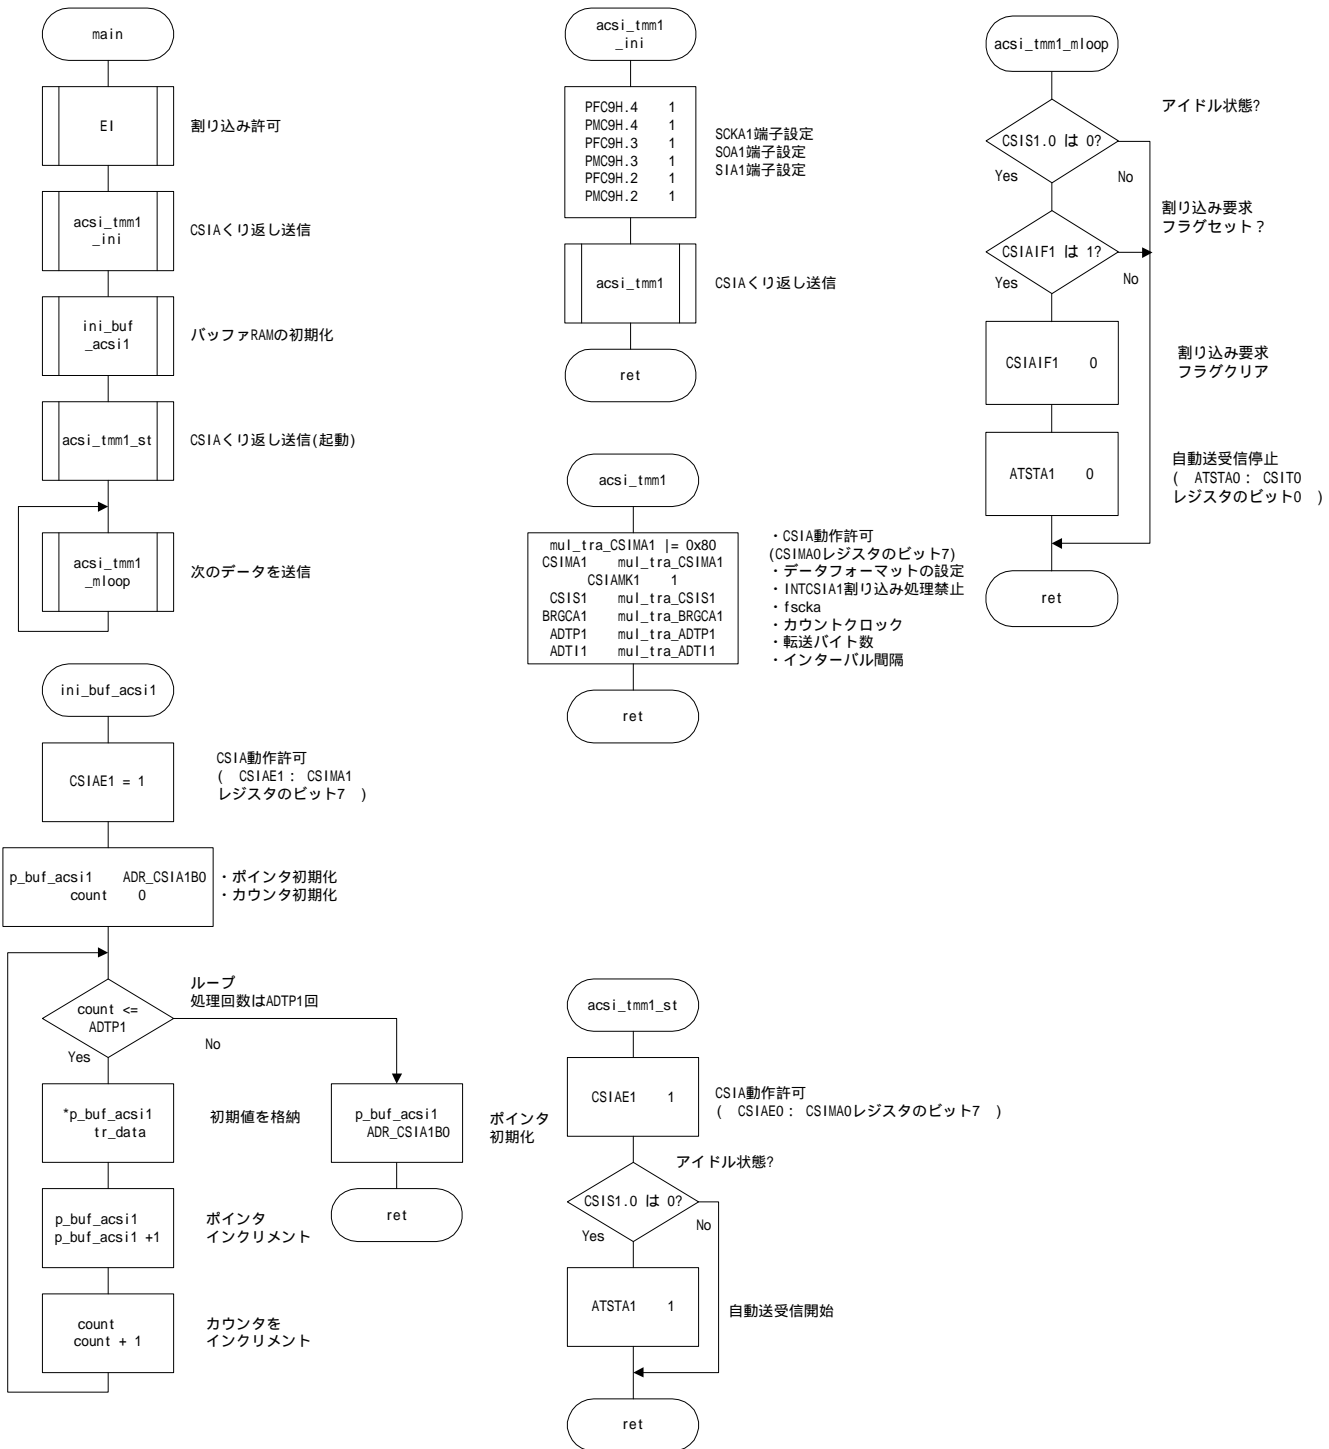 main
EI
割り込み許可
acsi_tmm1
_ini
CSIAくり返し送信
ini_buf
_acsi1
バッファRAMの初期化
acsi_tmm1_st
CSIAくり返し送信(起動)
acsi_tmm1
_mloop
次のデータを送信
acsi_tmm1
_ini
PFC9H.4 1
PMC9H.4 1
PFC9H.3 1
PMC9H.3 1
PFC9H.2 1
PMC9H.2 1
SCKA1端子設定
SOA1端子設定
SIA1端子設定
acsi_tmm1
CSIAくり返し送信
ret
acsi_tmm1_mloop
アイドル状態?
CSIS1.0 は 0?
Yes
No
割り込み要求
フラグセット？
CSIAIF1 は 1?
Yes
No
CSIAIF1 0
割り込み要求
フラグクリア
ATSTA1 0
自動送受信停止
( ATSTA0： CSIT0
レジスタのビット0 )
ret
acsi_tmm1
mul_tra_CSIMA1 |= 0x80
CSIMA1 mul_tra_CSIMA1
CSIAMK1 1
CSIS1 mul_tra_CSIS1
BRGCA1 mul_tra_BRGCA1
ADTP1 mul_tra_ADTP1
ADTI1 mul_tra_ADTI1
・CSIA動作許可
(CSIMA0レジスタのビット7)
・データフォーマットの設定
・INTCSIA1割り込み処理禁止
・fscka
・カウントクロック
・転送バイト数
・インターバル間隔
ret
ini_buf_acsi1
CSIAE1 = 1
CSIA動作許可
( CSIAE1： CSIMA1
レジスタのビット7 )
p_buf_acsi1 ADR_CSIA1B0
count 0
・ポインタ初期化
・カウンタ初期化
ループ
処理回数はADTP1回
count <=
ADTP1
Yes
No
*p_buf_acsi1
tr_data
初期値を格納
p_buf_acsi1
ADR_CSIA1B0
ポインタ
初期化
ret
p_buf_acsi1
p_buf_acsi1 +1
ポインタ
インクリメント
count
count + 1
カウンタを
インクリメント
acsi_tmm1_st
CSIAE1 1
CSIA動作許可
( CSIAE0： CSIMA0レジスタのビット7 )
アイドル状態?
CSIS1.0 は 0?
Yes
No
ATSTA1 1
自動送受信開始
ret